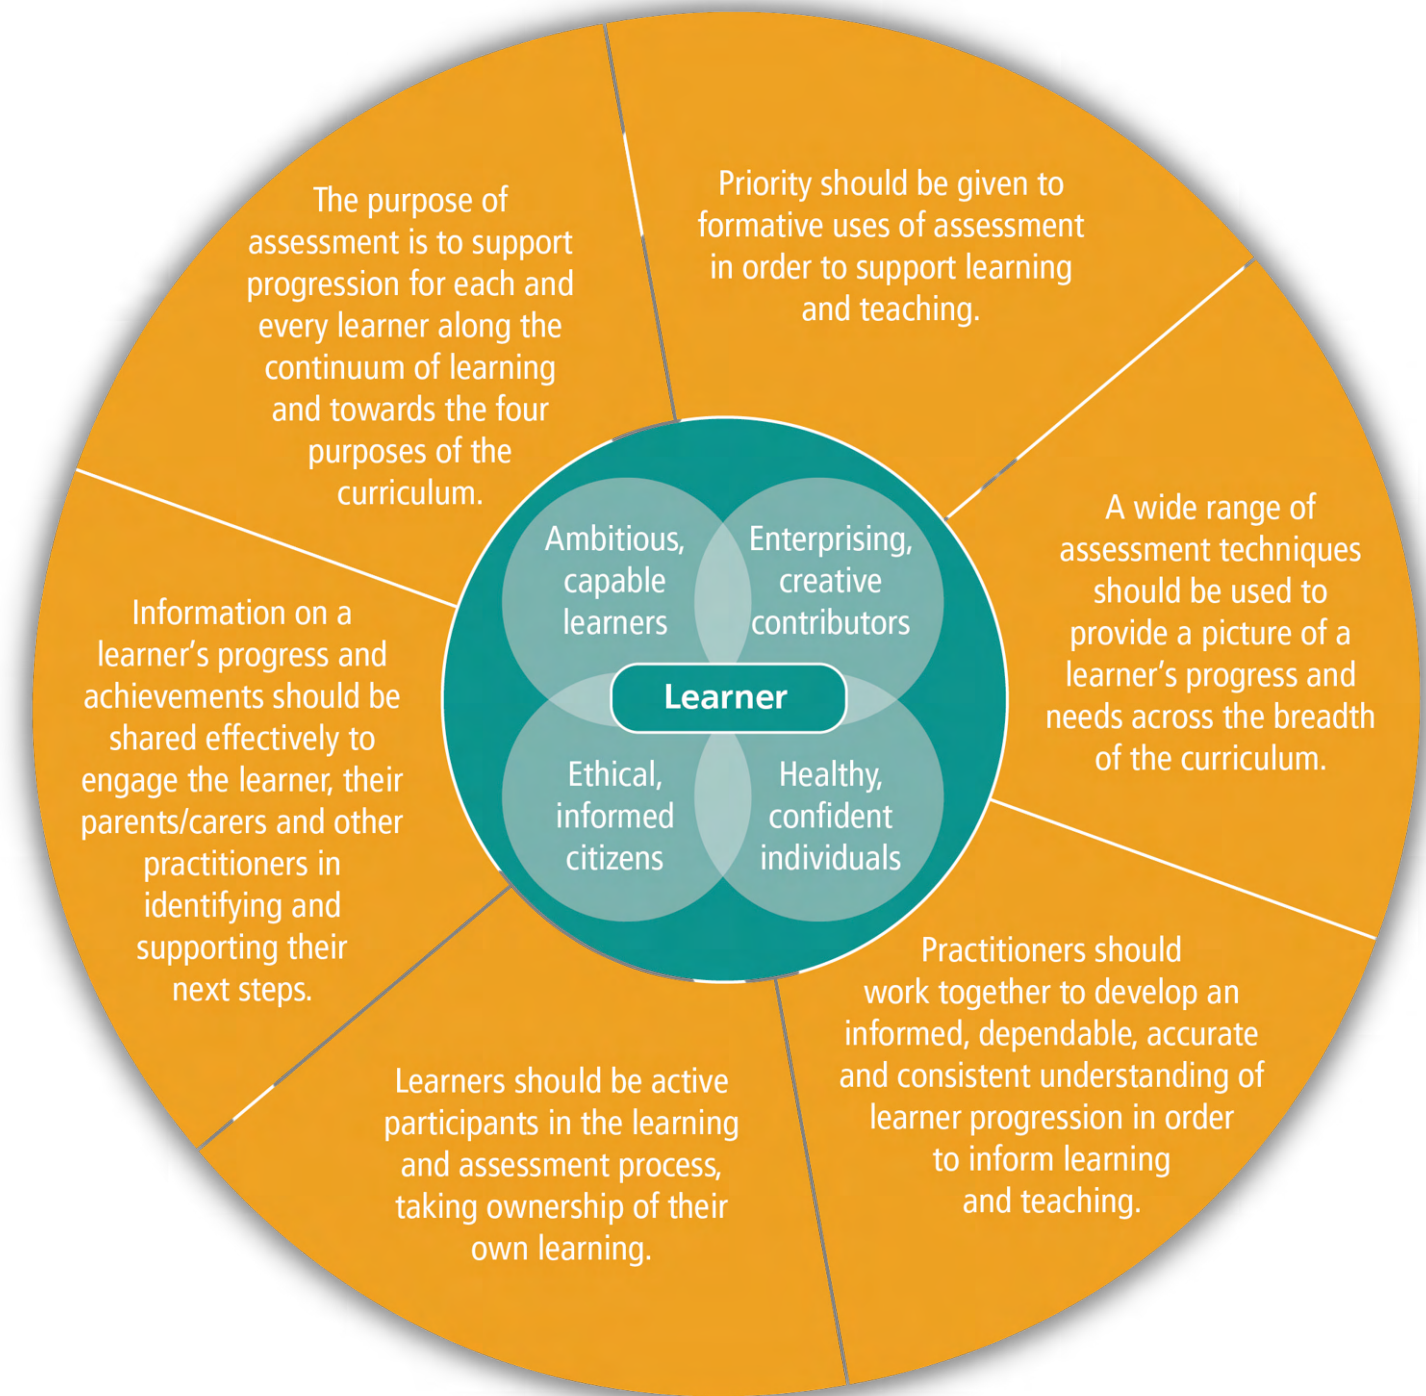 The purpose of
assessment is to support
progression for each and
every learner along the
continuum of learning
and towards the four
purposes of the
curriculum.
Priority should be given to
formative uses of assessment
in order to support learning
and teaching.
A wide range of
assessment techniques
should be used to
provide a picture of a
learner’s progress and
needs across the breadth
of the curriculum.
Practitioners should
work together to develop an
informed, dependable, accurate
and consistent understanding of
learner progression in order
to inform learning
and teaching.
Learners should be active
participants in the learning
and assessment process,
taking ownership of their
own learning.
Information on a
learner’s progress and
achievements should be
shared effectively to
engage the learner, their
parents/carers and other
practitioners in
identifying and
supporting their
next steps.
Ambitious,
capable
learners
Enterprising,
creative
contributors
Learner
Ethical,
informed
citizens
Healthy,
confident
individuals